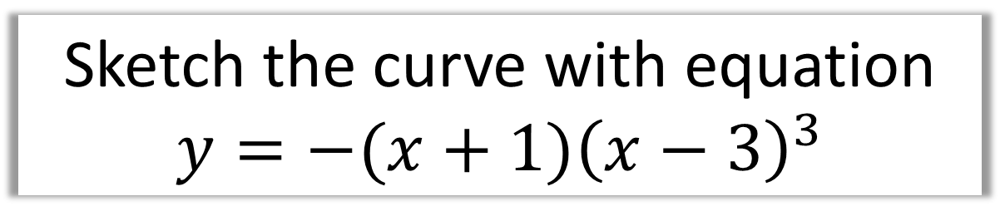 Sketch the curve with equation
𝑦 = −(𝑥 + 1)(𝑥 − 3)³